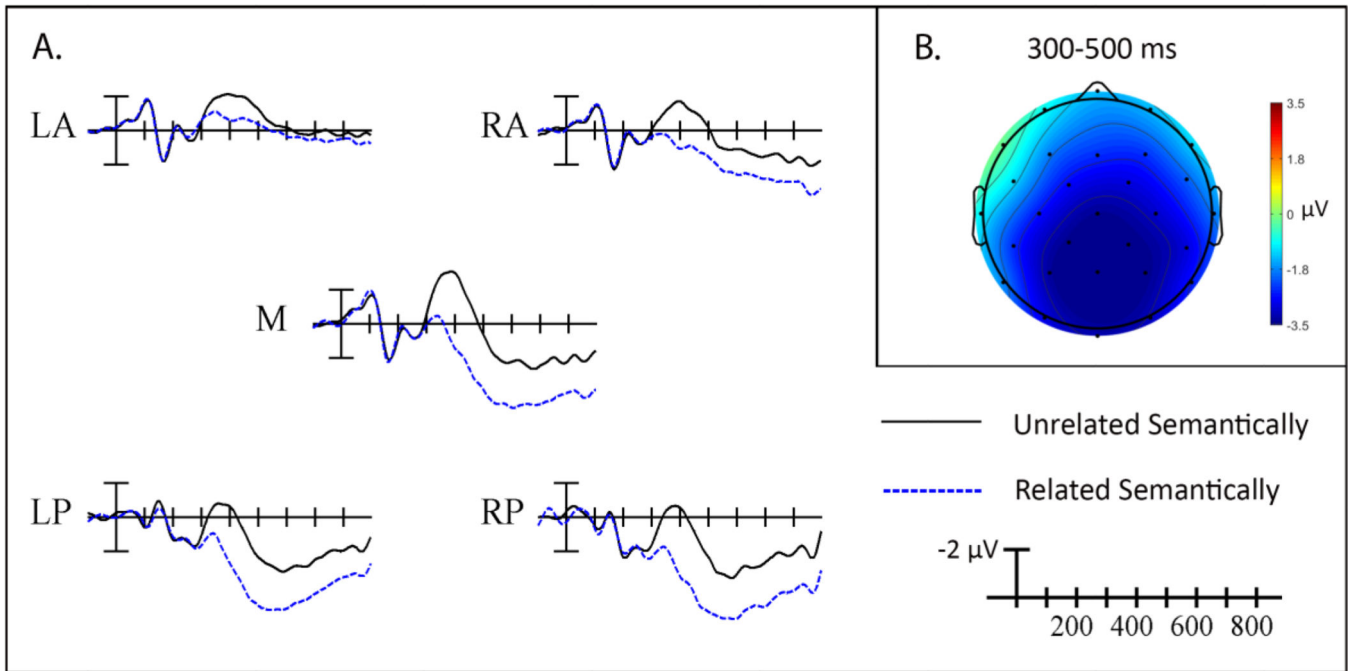 A.
LA
RA
M
LP
RP
B.
300-500 ms
3.5
1.8
0 μV
-1.8
-3.5
Unrelated Semantically
Related Semantically
-2 μV
200 400 600 800